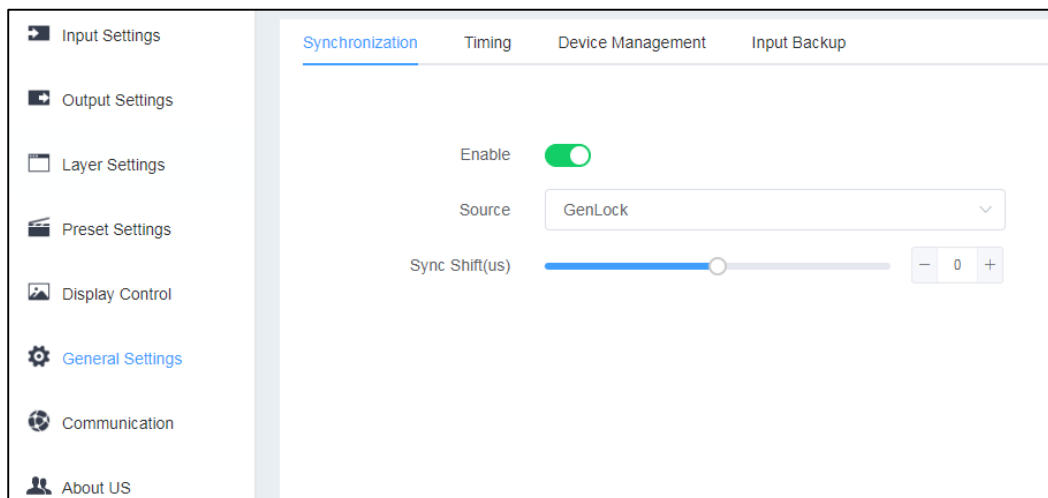 Input Settings
Output Settings
Layer Settings
Preset Settings
Display Control
General Settings
Communication
About US
Synchronization Timing Device Management Input Backup
Enable
Source GenLock
Sync Shift(us) − 0 +